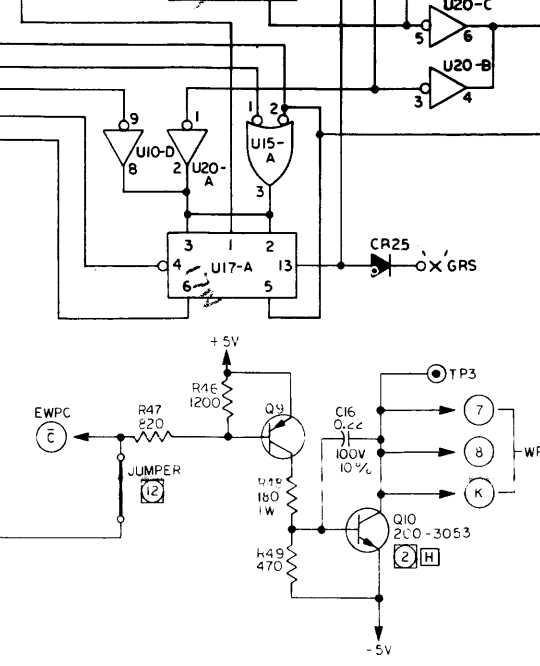 U20-C
5 6
U20-B
3 4
9 1 1 2
U10-D
U15-A
U20-A
8 2 3
3 1 2
4 U17-A 13
6 5
CR25
'X' GRS
+5V
TP3
R46
1200
Q9
C16
0.22
100V
10%
7
EWPC
C̅
R47
820
8
WP
JUMPER
12
R48
180
1W
K
Q10
200-3053
2 H
R49
470
-5V